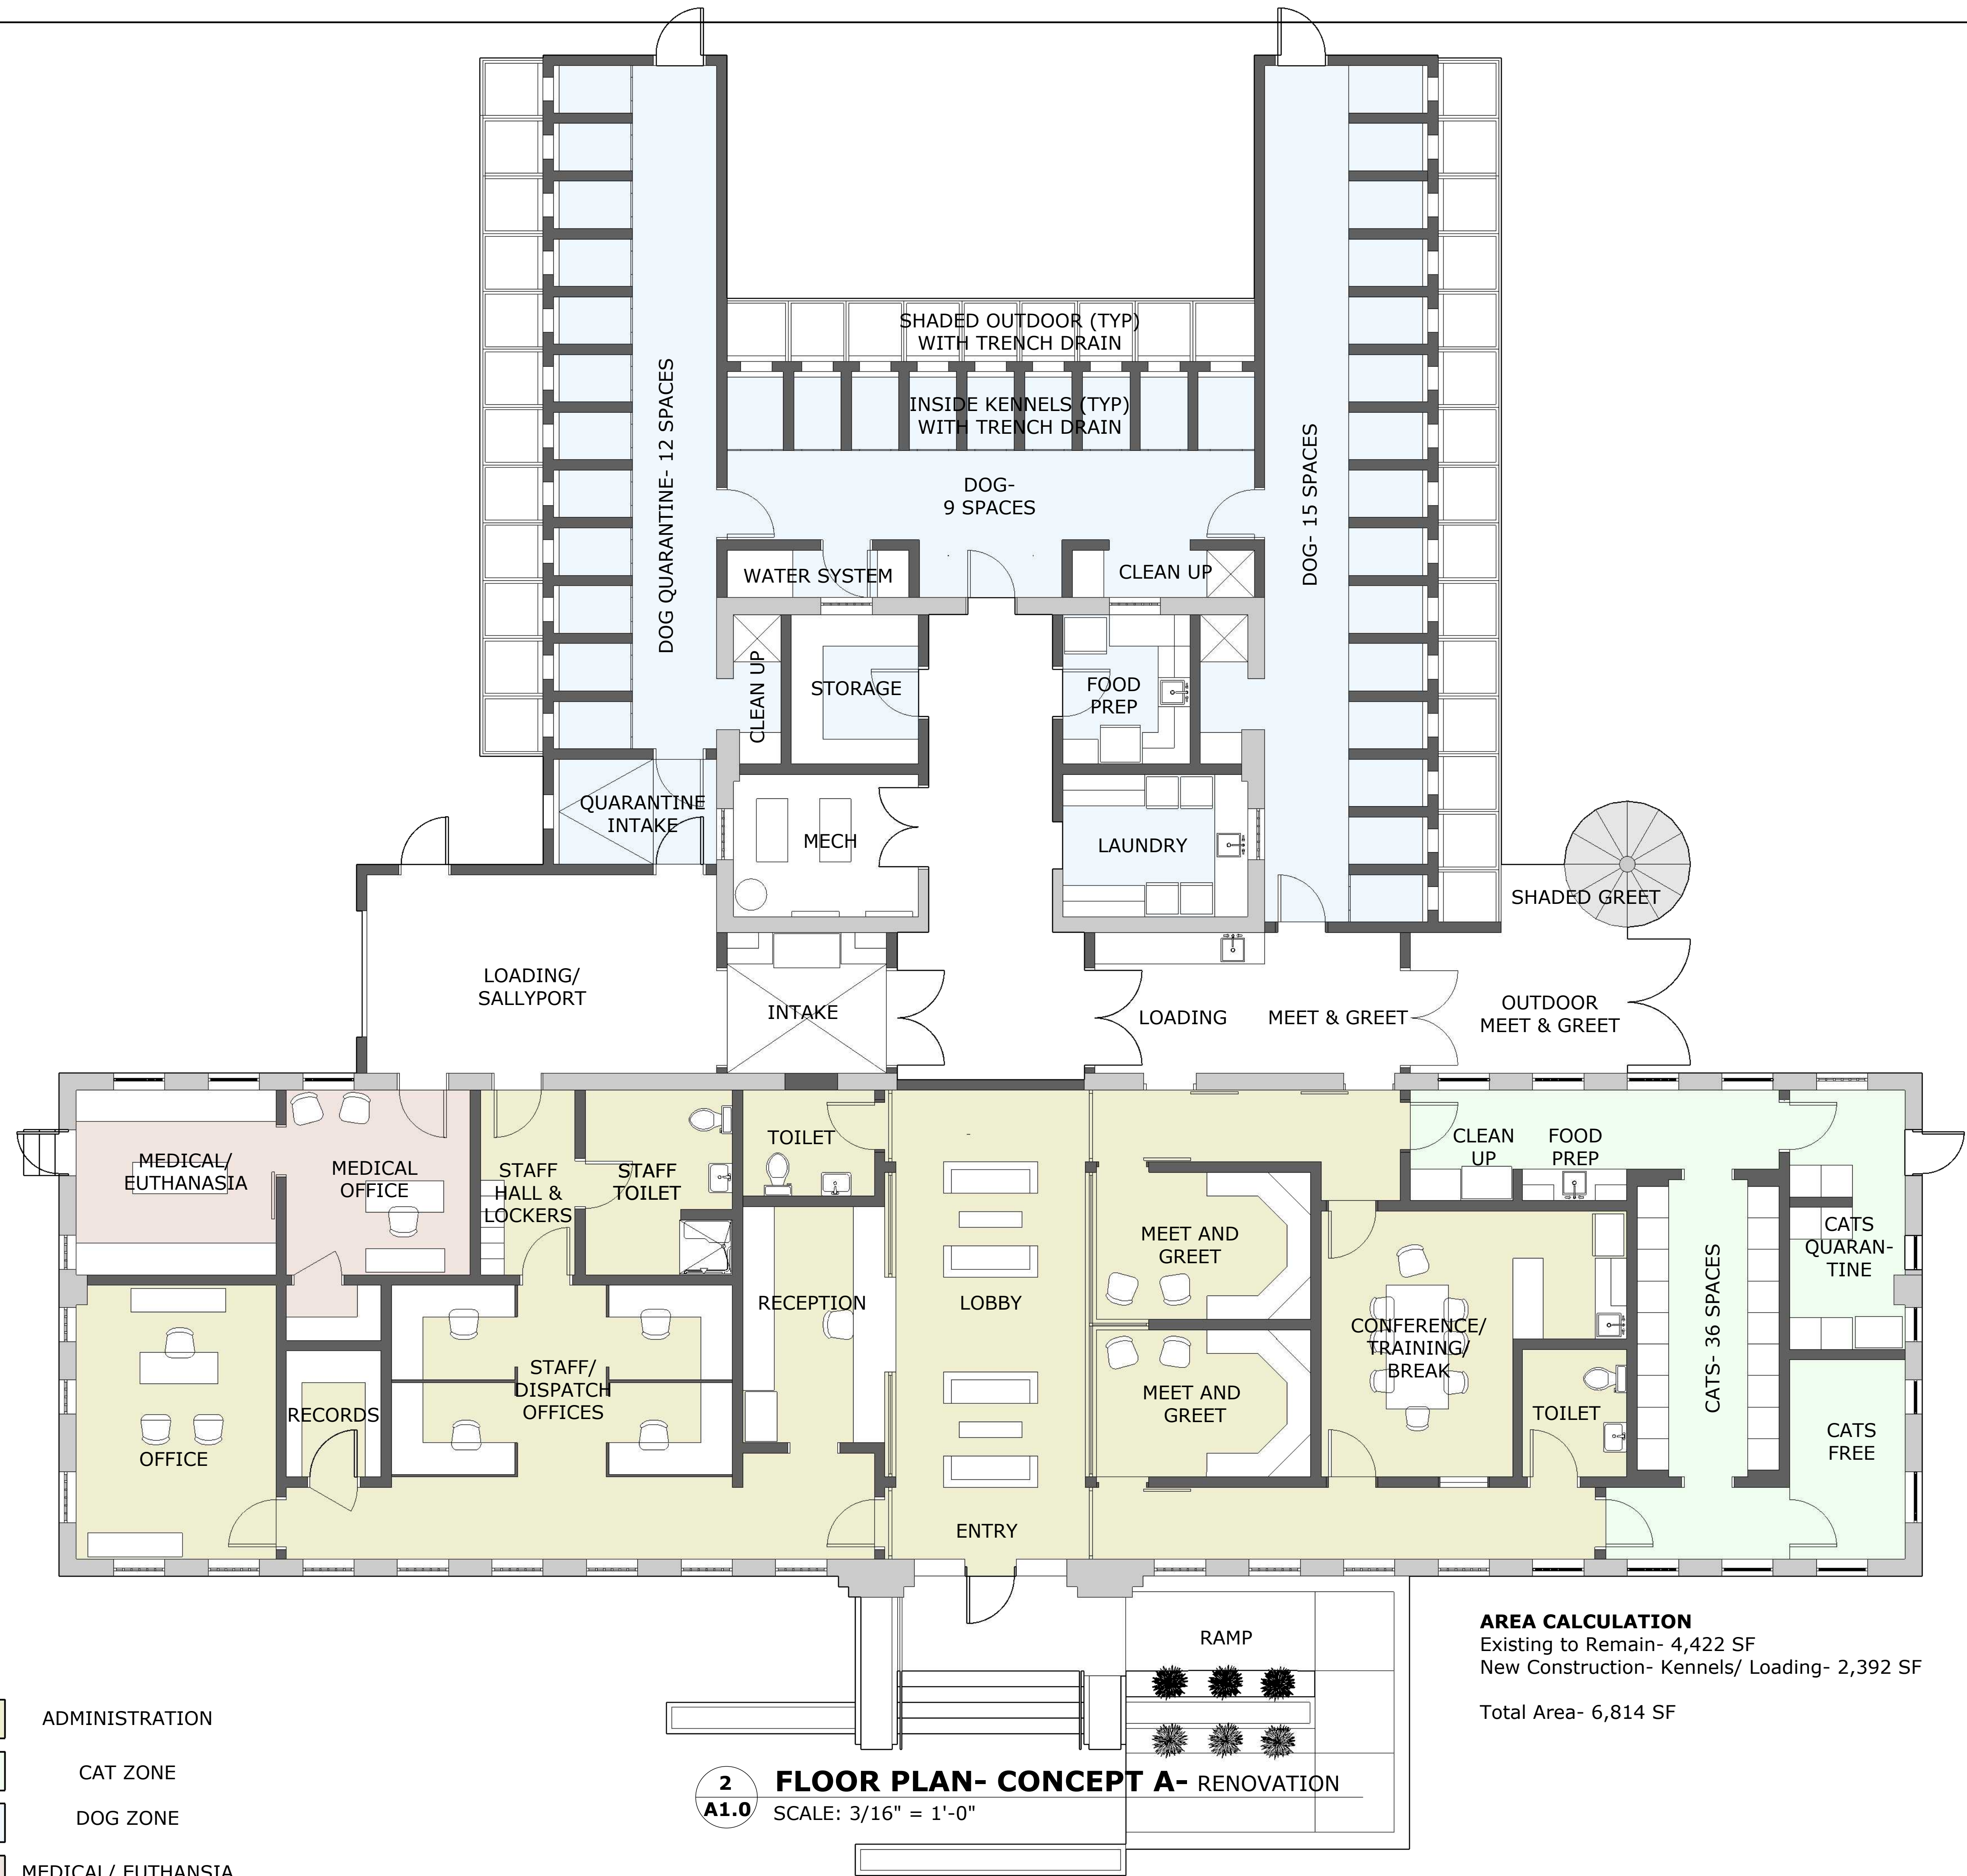 SHADED OUTDOOR (TYP)
WITH TRENCH DRAIN
INSIDE KENNELS (TYP)
WITH TRENCH DRAIN
DOG QUARANTINE- 12 SPACES
DOG-
9 SPACES
DOG- 15 SPACES
WATER SYSTEM
CLEAN UP
CLEAN UP
STORAGE
FOOD
PREP
QUARANTINE
INTAKE
MECH
LAUNDRY
SHADED GREET
LOADING/
SALLYPORT
INTAKE
LOADING
MEET & GREET
OUTDOOR
MEET & GREET
MEDICAL/
EUTHANASIA
MEDICAL
OFFICE
STAFF
HALL &
LOCKERS
STAFF
TOILET
TOILET
CLEAN
UP
FOOD
PREP
MEET AND
GREET
CATS
QUARAN-
TINE
RECEPTION
LOBBY
CONFERENCE/
TRAINING/
BREAK
CATS- 36 SPACES
STAFF/
DISPATCH
OFFICES
MEET AND
GREET
RECORDS
TOILET
OFFICE
CATS
FREE
ENTRY
RAMP
AREA CALCULATION
Existing to Remain- 4,422 SF
New Construction- Kennels/ Loading- 2,392 SF
Total Area- 6,814 SF
ADMINISTRATION
CAT ZONE
DOG ZONE
MEDICAL/ EUTHANSIA
2
A1.0
FLOOR PLAN- CONCEPT A- RENOVATION
SCALE: 3/16" = 1'-0"